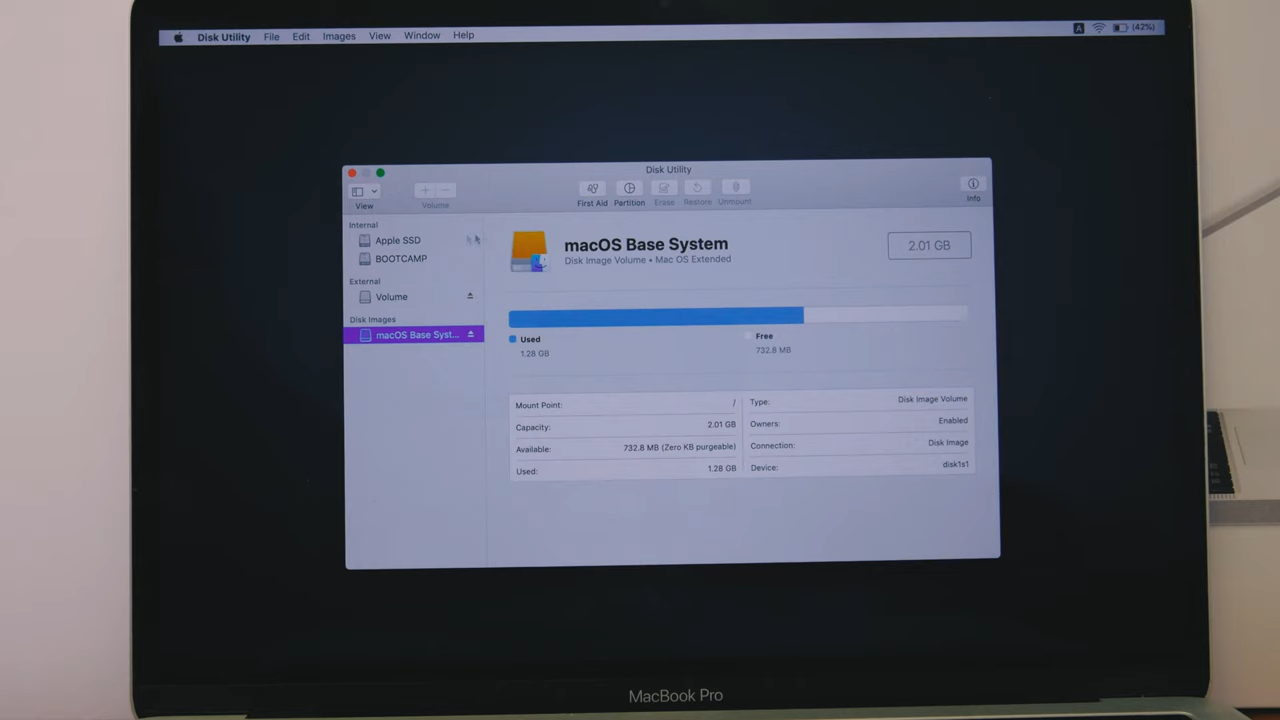 Disk Utility File Edit Images View Window Help A (42%)
Disk Utility
View Volume First Aid Partition Erase Restore Unmount Info
Internal
Apple SSD
BOOTCAMP
External
Volume
Disk Images
macOS Base Syst...
macOS Base System
Disk Image Volume • Mac OS Extended
2.01 GB
Used
1.28 GB
Free
732.8 MB
Mount Point: /
Capacity: 2.01 GB
Available: 732.8 MB (Zero KB purgeable)
Used: 1.28 GB
Type: Disk Image Volume
Owners: Enabled
Connection: Disk Image
Device: disk1s1
MacBook Pro